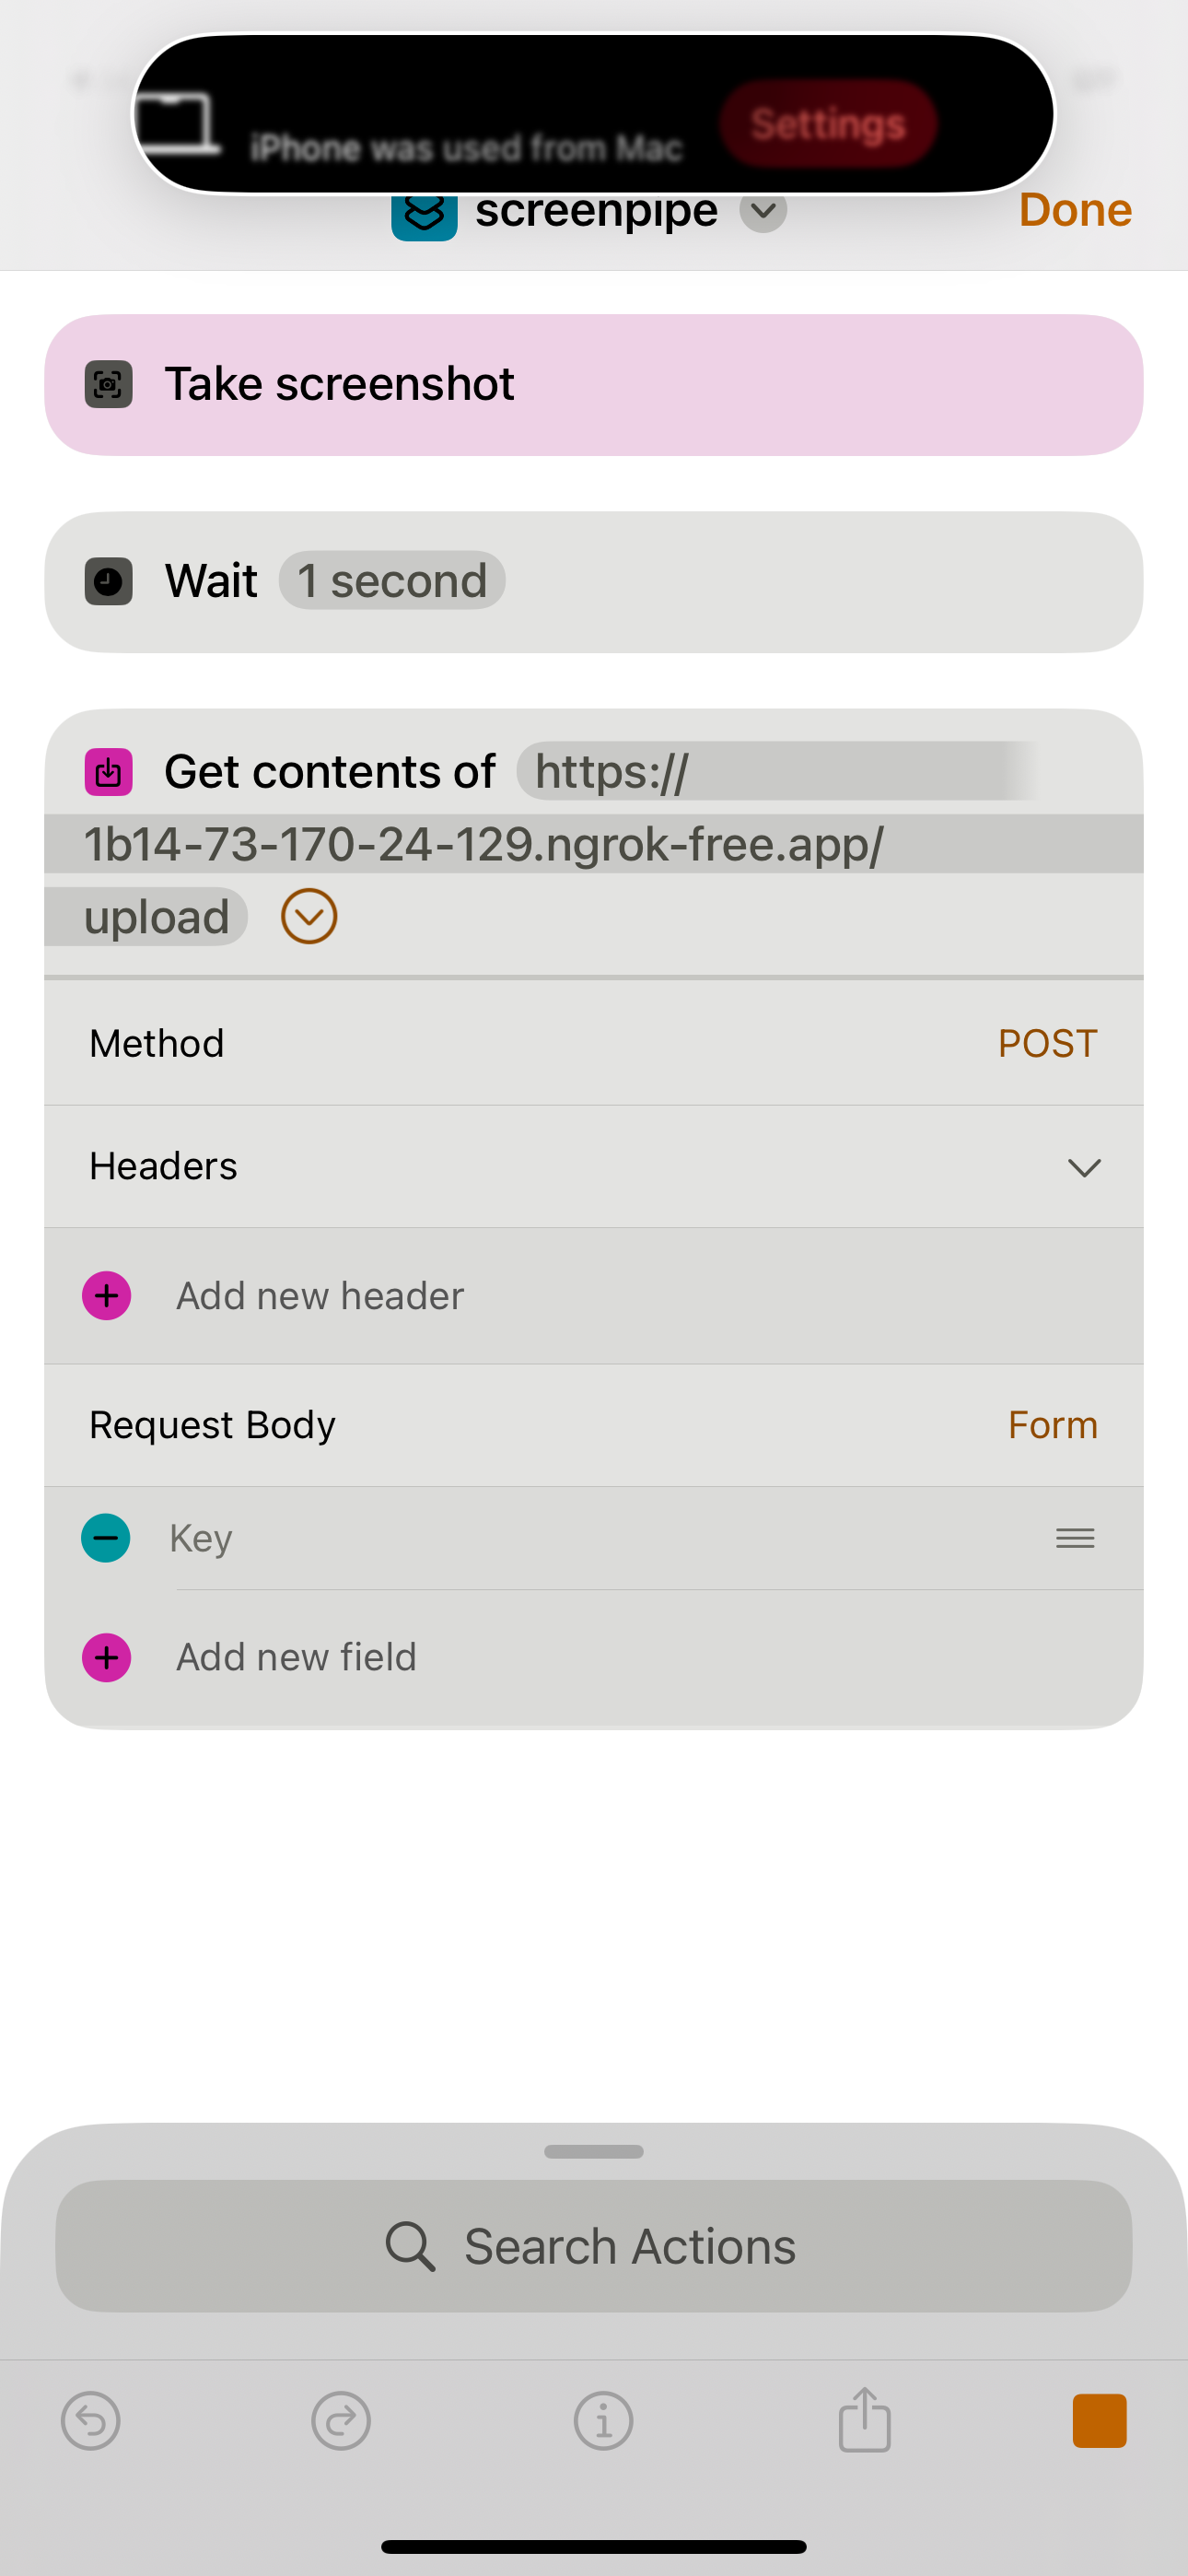 iPhone was used from Mac
Settings
screenpipe
Done
Take screenshot
Wait 1 second
Get contents of https://
1b14-73-170-24-129.ngrok-free.app/
upload
Method POST
Headers
Add new header
Request Body Form
Key
Add new field
Search Actions